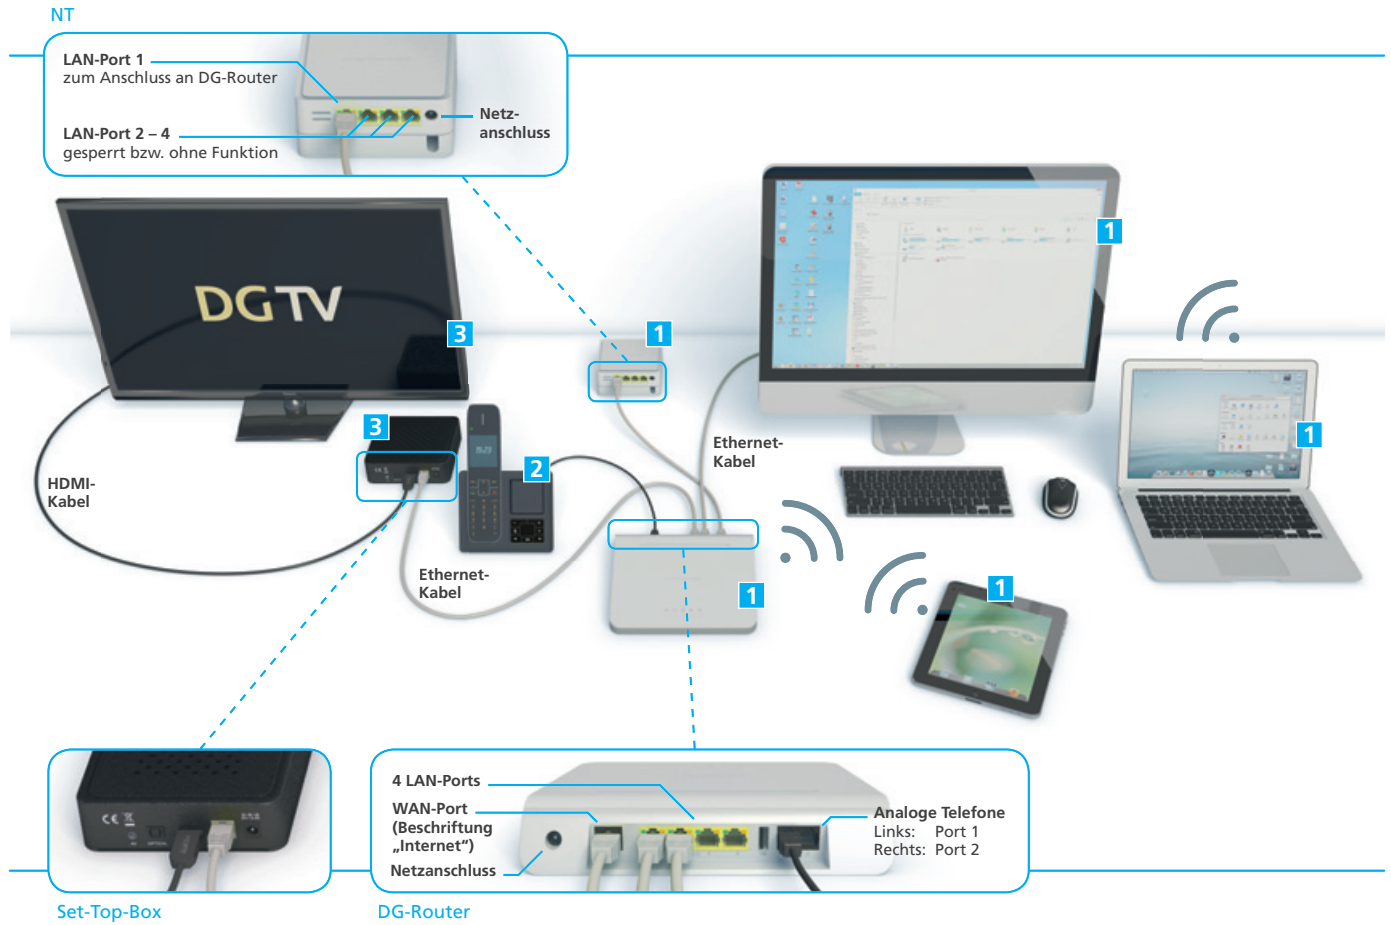 NT
LAN-Port 1
zum Anschluss an DG-Router
LAN-Port 2 – 4
gesperrt bzw. ohne Funktion
Netz-
anschluss
DGTV
3
1
1
1
3
2
1
1
HDMI-
Kabel
Ethernet-
Kabel
Ethernet-
Kabel
4 LAN-Ports
WAN-Port
(Beschriftung
„Internet“)
Netzanschluss
Analoge Telefone
Links: Port 1
Rechts: Port 2
CE
Set-Top-Box
DG-Router